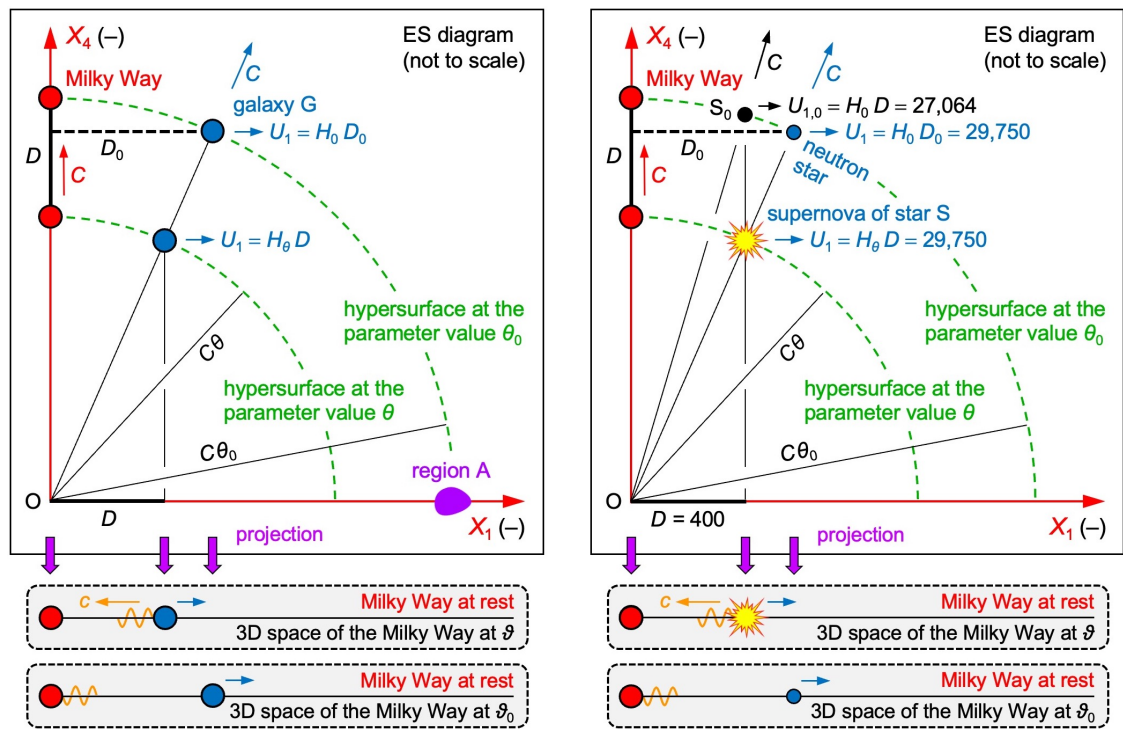 X₄ (–)
ES diagram
(not to scale)
Milky Way
C
galaxy G
U₁ = H₀ D₀
D₀
D
C
U₁ = H_θ D
hypersurface at the
parameter value θ₀
Cθ
hypersurface at the
parameter value θ
Cθ₀
region A
O
D
X₁ (–)
projection
c
Milky Way at rest
3D space of the Milky Way at ϑ
Milky Way at rest
3D space of the Milky Way at ϑ₀
X₄ (–)
ES diagram
(not to scale)
C
C
Milky Way
S₀
U₁,₀ = H₀ D = 27,064
U₁ = H₀ D₀ = 29,750
D₀
D
neutron
star
C
supernova of star S
U₁ = H_θ D = 29,750
hypersurface at the
parameter value θ₀
Cθ
hypersurface at the
parameter value θ
Cθ₀
O
D = 400
X₁ (–)
projection
c
Milky Way at rest
3D space of the Milky Way at ϑ
Milky Way at rest
3D space of the Milky Way at ϑ₀